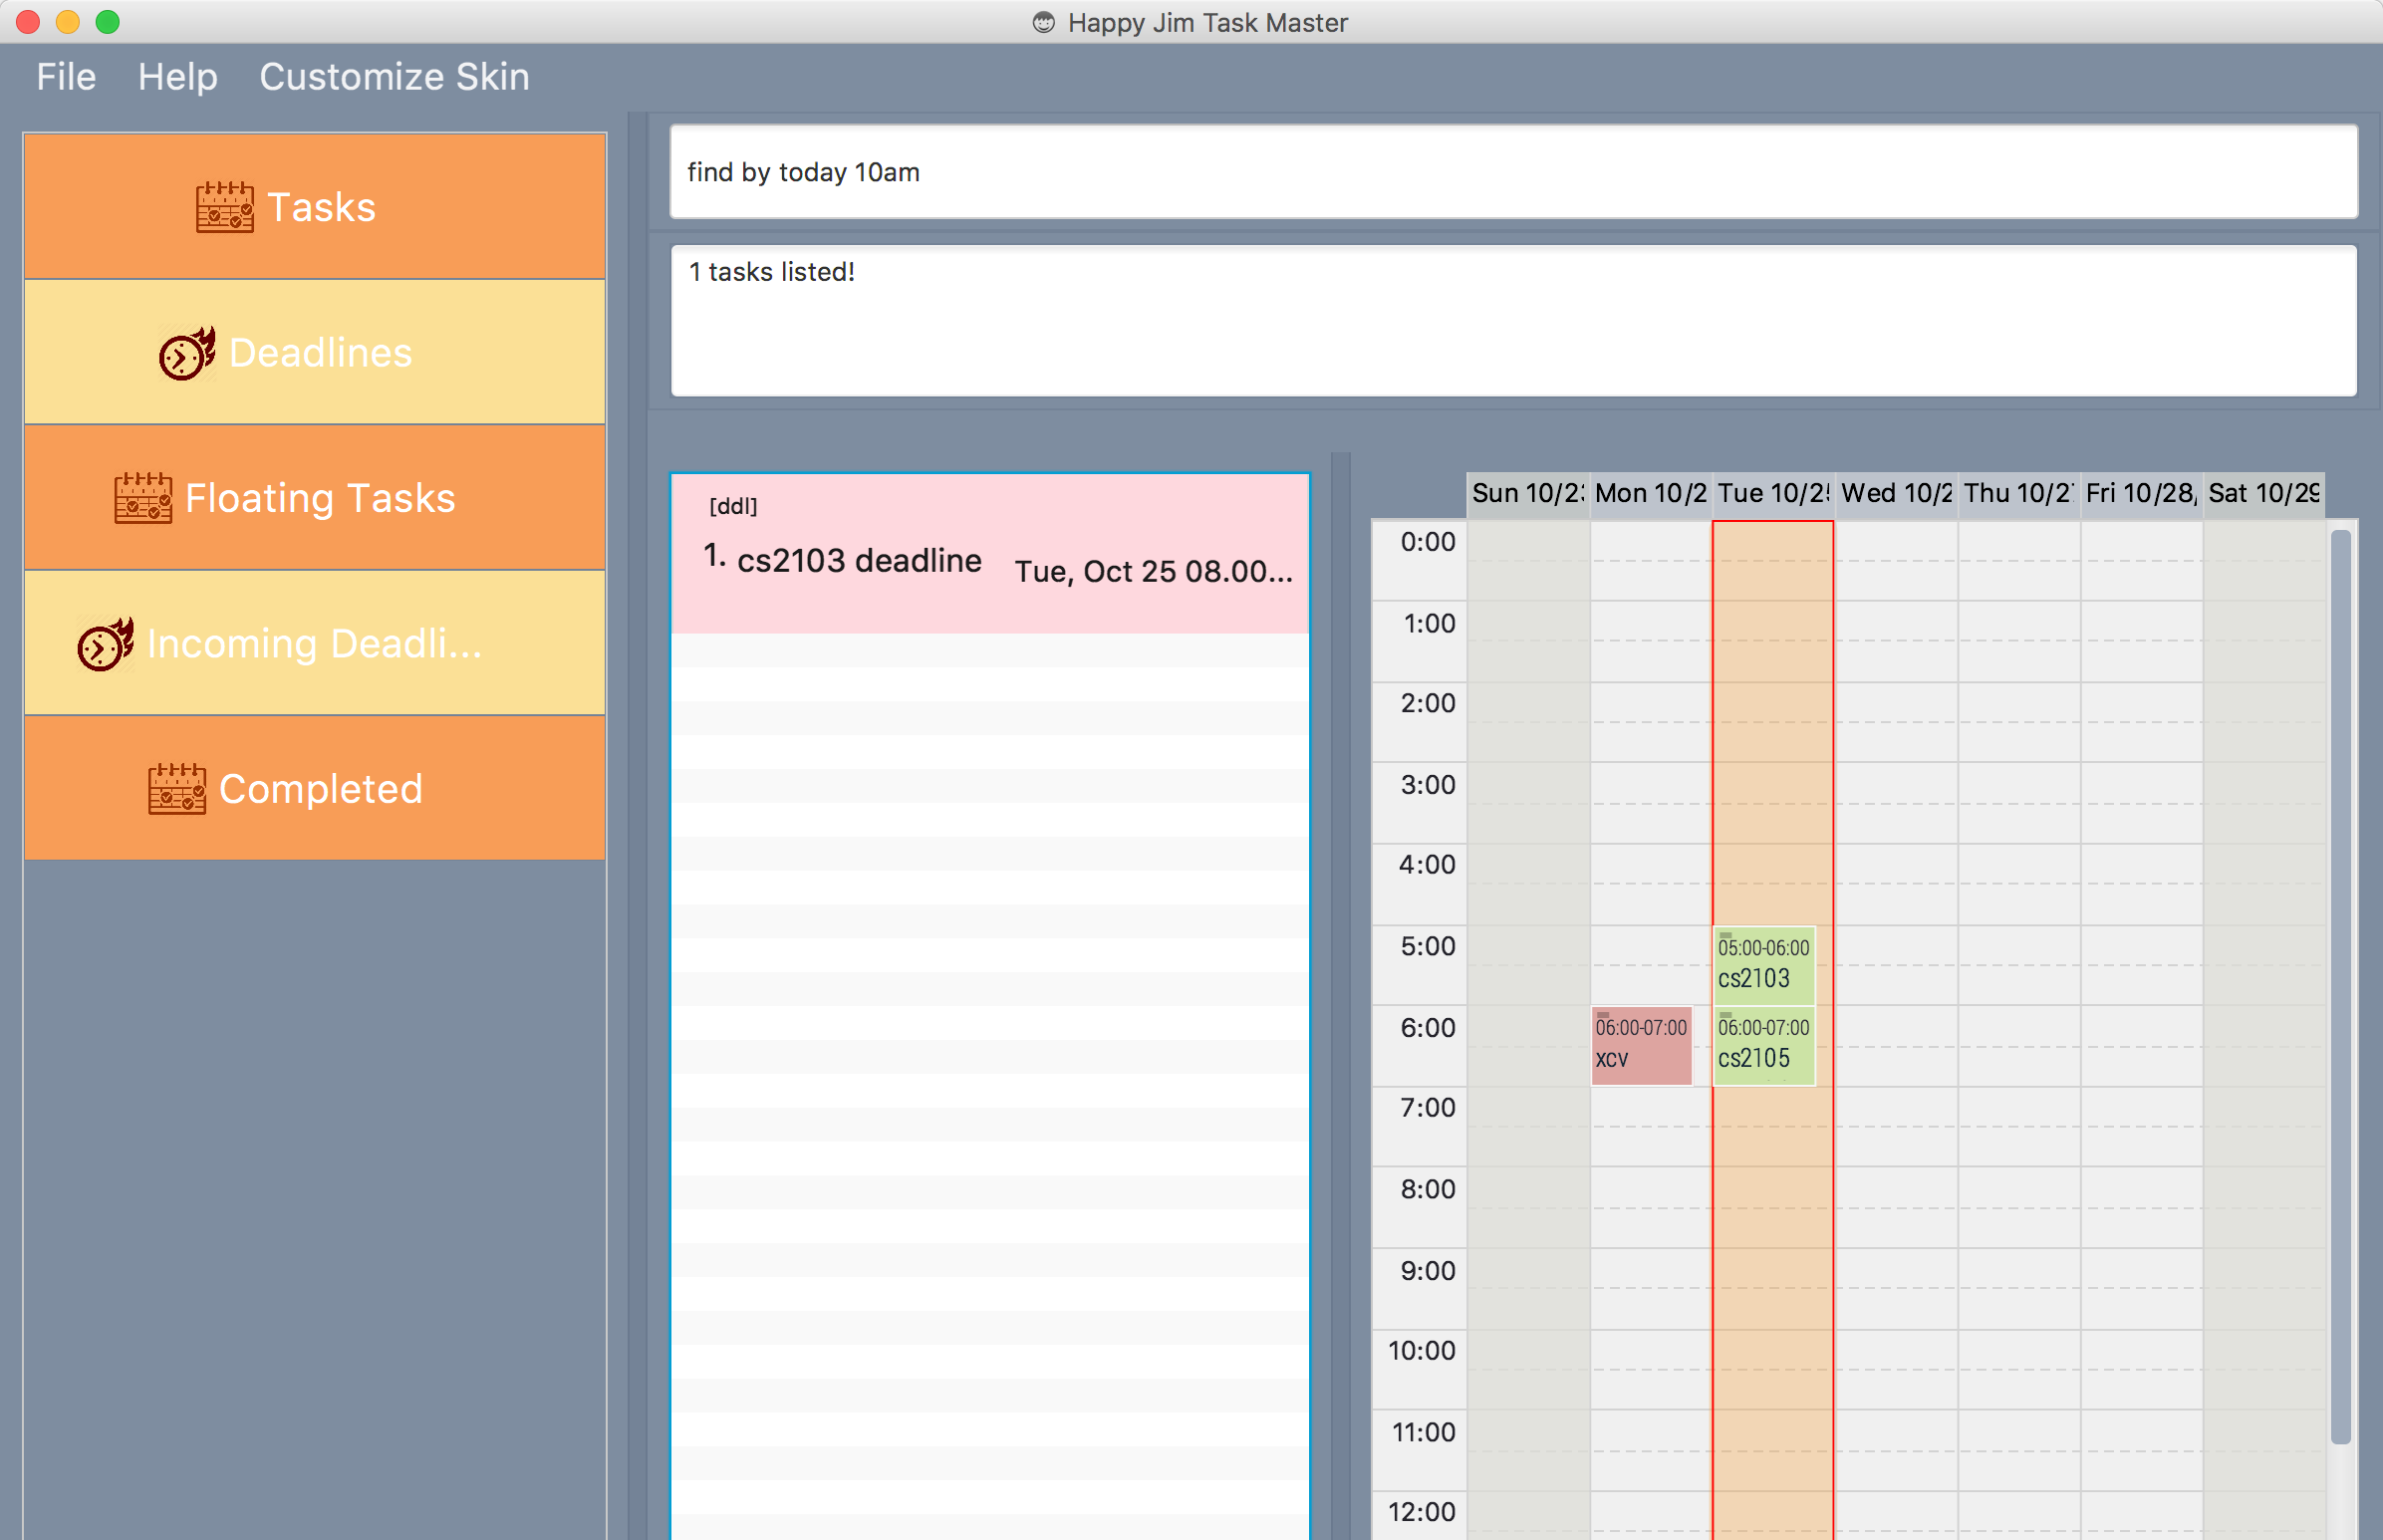 Happy Jim Task Master
File Help Customize Skin
Tasks
Deadlines
Floating Tasks
Incoming Deadli...
Completed
find by today 10am
1 tasks listed!
[ddl]
1. cs2103 deadline Tue, Oct 25 08.00...
Sun 10/2 Mon 10/2 Tue 10/25 Wed 10/2 Thu 10/2 Fri 10/28, Sat 10/29
0:00
1:00
2:00
3:00
4:00
5:00
05:00-06:00
cs2103
6:00
06:00-07:00
xcv
06:00-07:00
cs2105
7:00
8:00
9:00
10:00
11:00
12:00